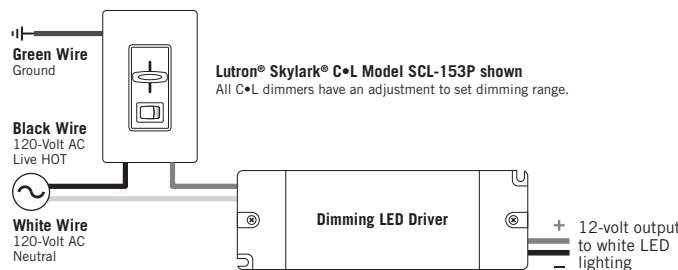 Green Wire
Ground
Lutron® Skylark® C•L Model SCL-153P shown
All C•L dimmers have an adjustment to set dimming range.
Black Wire
120-Volt AC
Live HOT
White Wire
120-Volt AC
Neutral
Dimming LED Driver
+
12-volt output
to white LED
lighting
–